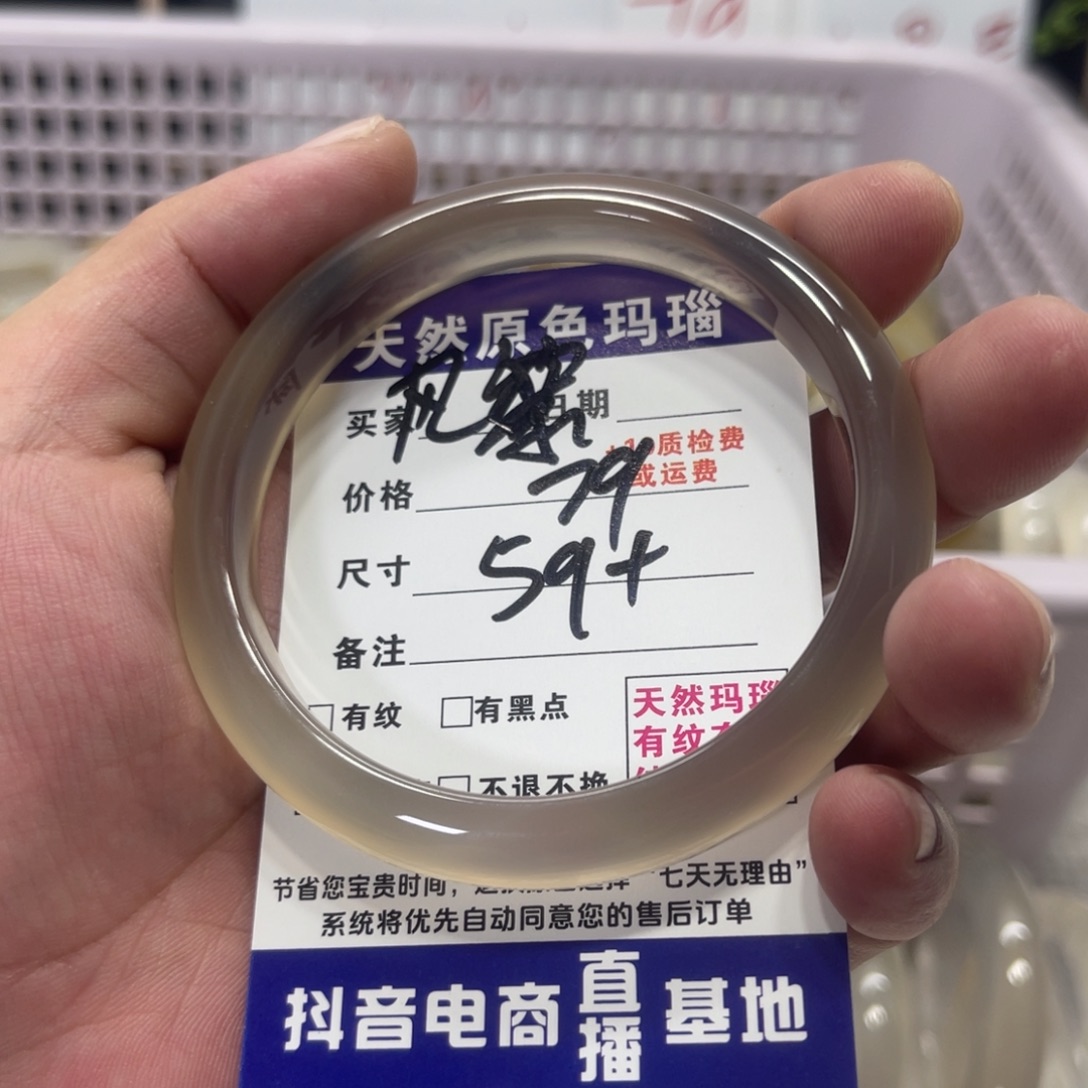 天然原色玛瑙
买家 日期
质检费
或运费
价格 79
尺寸 59+
备注
有纹 有黑点
天然玛瑙
有纹
不退不换
节省您宝贵时间， “七天无理由”
系统将优先自动同意您的售后订单
抖音电商直播基地